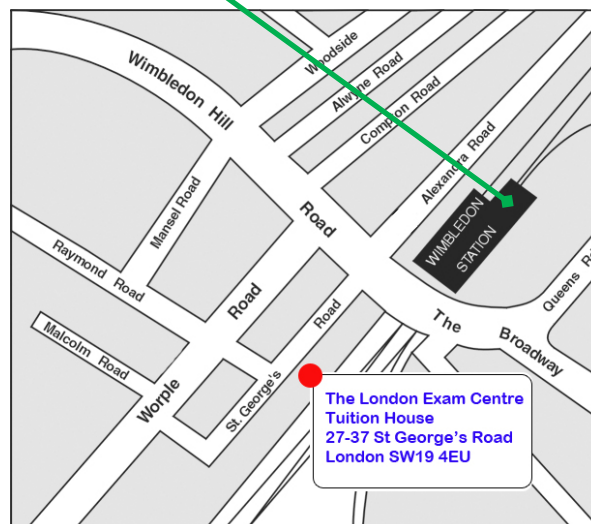 Woodside
Wimbledon Hill
Road
Alwyne Road
Compton Road
Alexandra Road
Mansel Road
WIMBLEDON
STATION
Raymond Road
Queens Rd
The
Broadway
Road
Worple
Road
St. George's
Malcolm Road
The London Exam Centre
Tuition House
27-37 St George's Road
London SW19 4EU